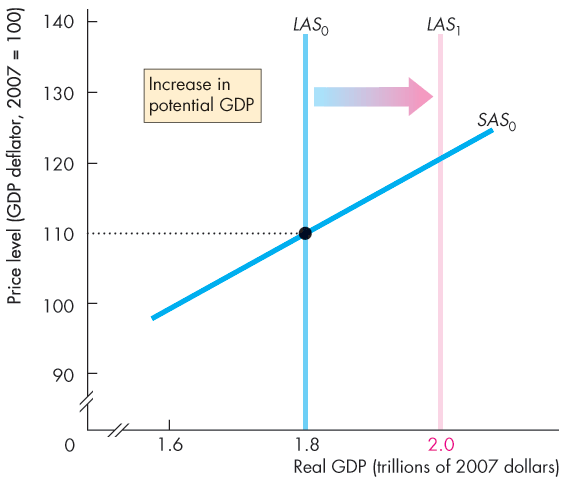 Price level (GDP deflator, 2007 = 100)
140
130
120
110
100
90
0
LAS0
LAS1
Increase in
potential GDP
SAS0
1.6
1.8
2.0
Real GDP (trillions of 2007 dollars)